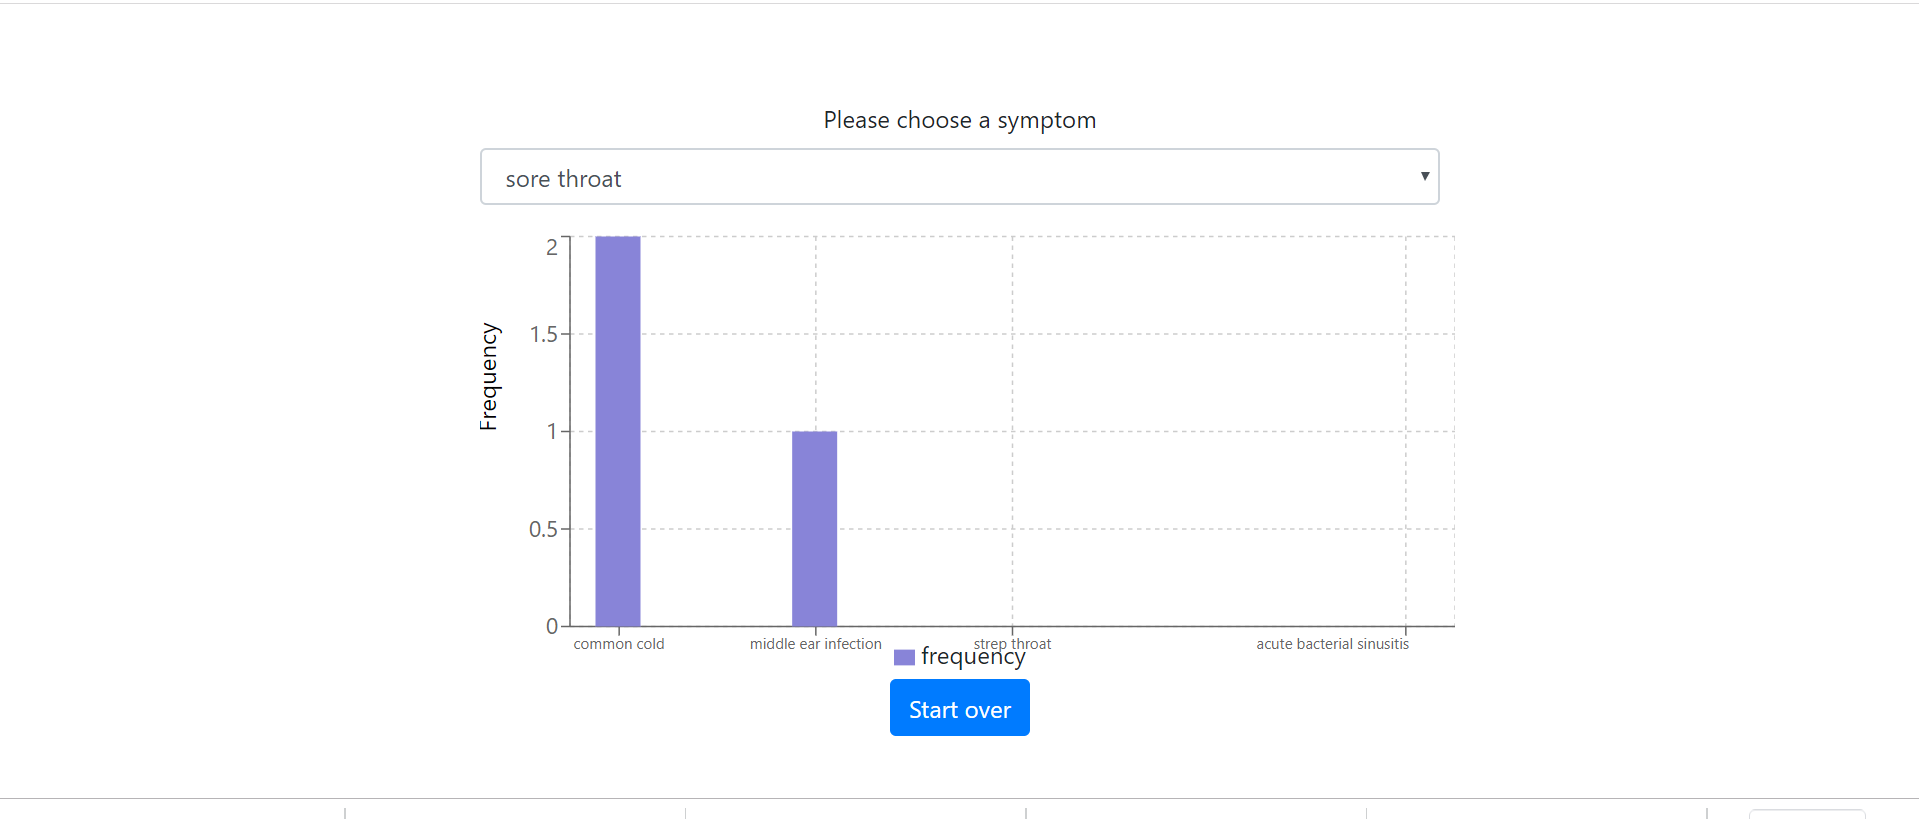 Please choose a symptom
sore throat
2
1.5
1
0.5
0
Frequency
common cold middle ear infection strep throat acute bacterial sinusitis
frequency
Start over